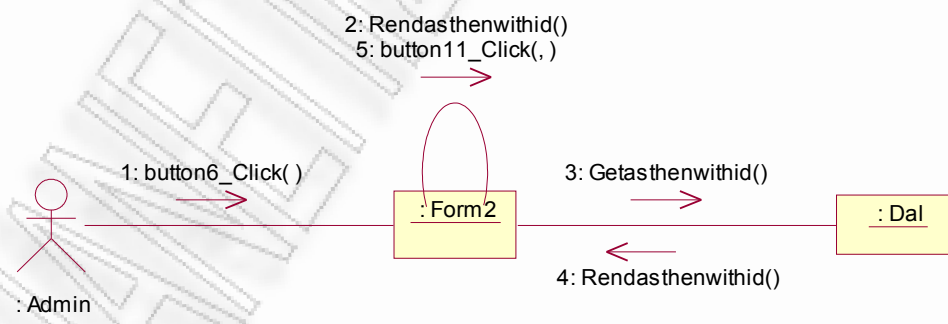 2: Rendasthenwithid()
5: button11_Click(, )
1: button6_Click( )
3: Getasthenwithid()
: Form2
: Dal
4: Rendasthenwithid()
: Admin